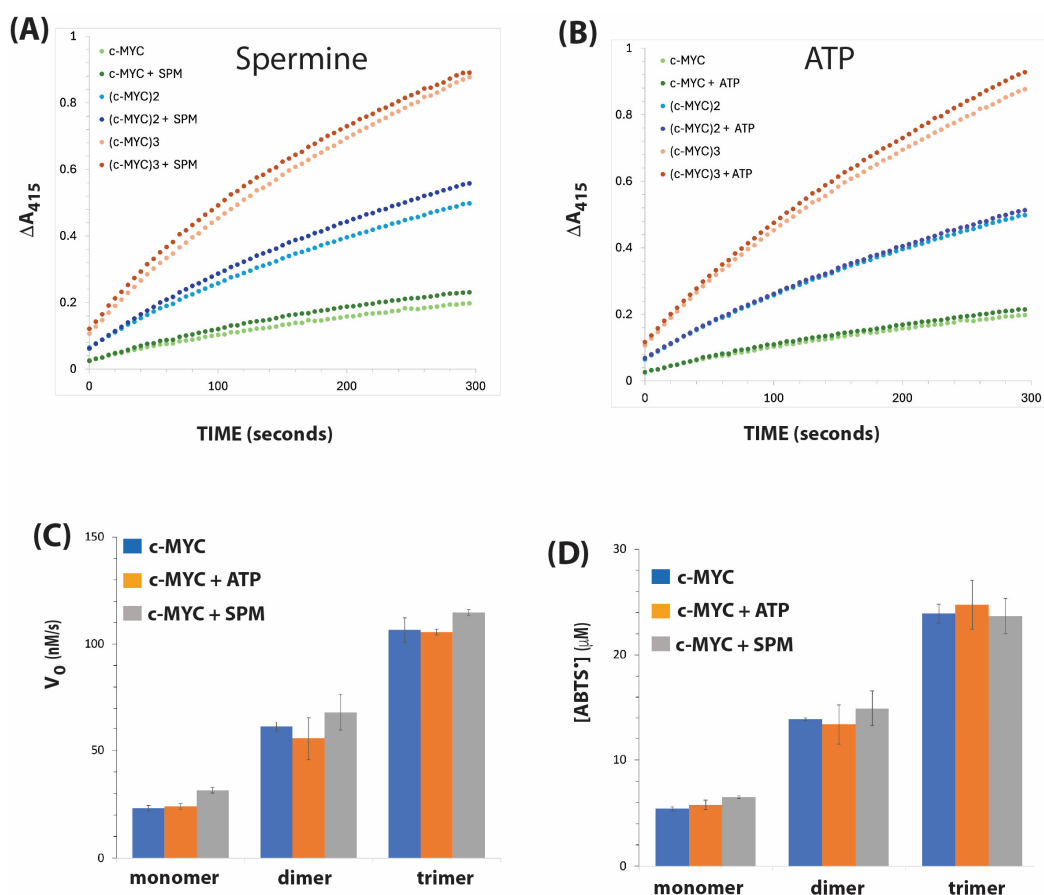 (A)
Spermine
c-MYC
c-MYC + SPM
(c-MYC)2
(c-MYC)2 + SPM
(c-MYC)3
(c-MYC)3 + SPM
1
0.8
0.6
0.4
0.2
0
ΔA415
0 100 200 300
TIME (seconds)
(B)
ATP
c-MYC
c-MYC + ATP
(c-MYC)2
(c-MYC)2 + ATP
(c-MYC)3
(c-MYC)3 + ATP
1
0.8
0.6
0.4
0.2
0
ΔA415
0 100 200 300
TIME (seconds)
(C)
c-MYC
c-MYC + ATP
c-MYC + SPM
150
100
50
0
V0 (nM/s)
monomer dimer trimer
(D)
c-MYC
c-MYC + ATP
c-MYC + SPM
30
20
10
0
[ABTS•] (μM)
monomer dimer trimer